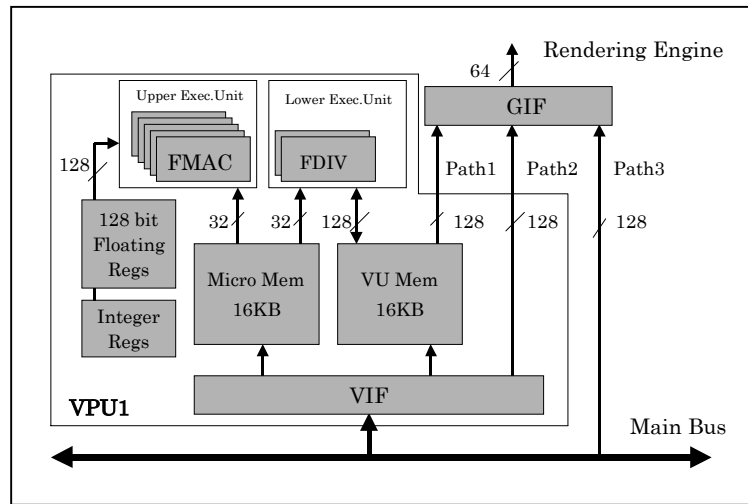 Rendering Engine
64
Upper Exec.Unit
Lower Exec.Unit
GIF
FMAC
FDIV
128
Path1
Path2
Path3
32
32
128
128
128
128
128 bit
Floating
Regs
Micro Mem
16KB
VU Mem
16KB
Integer
Regs
VIF
VPU1
Main Bus